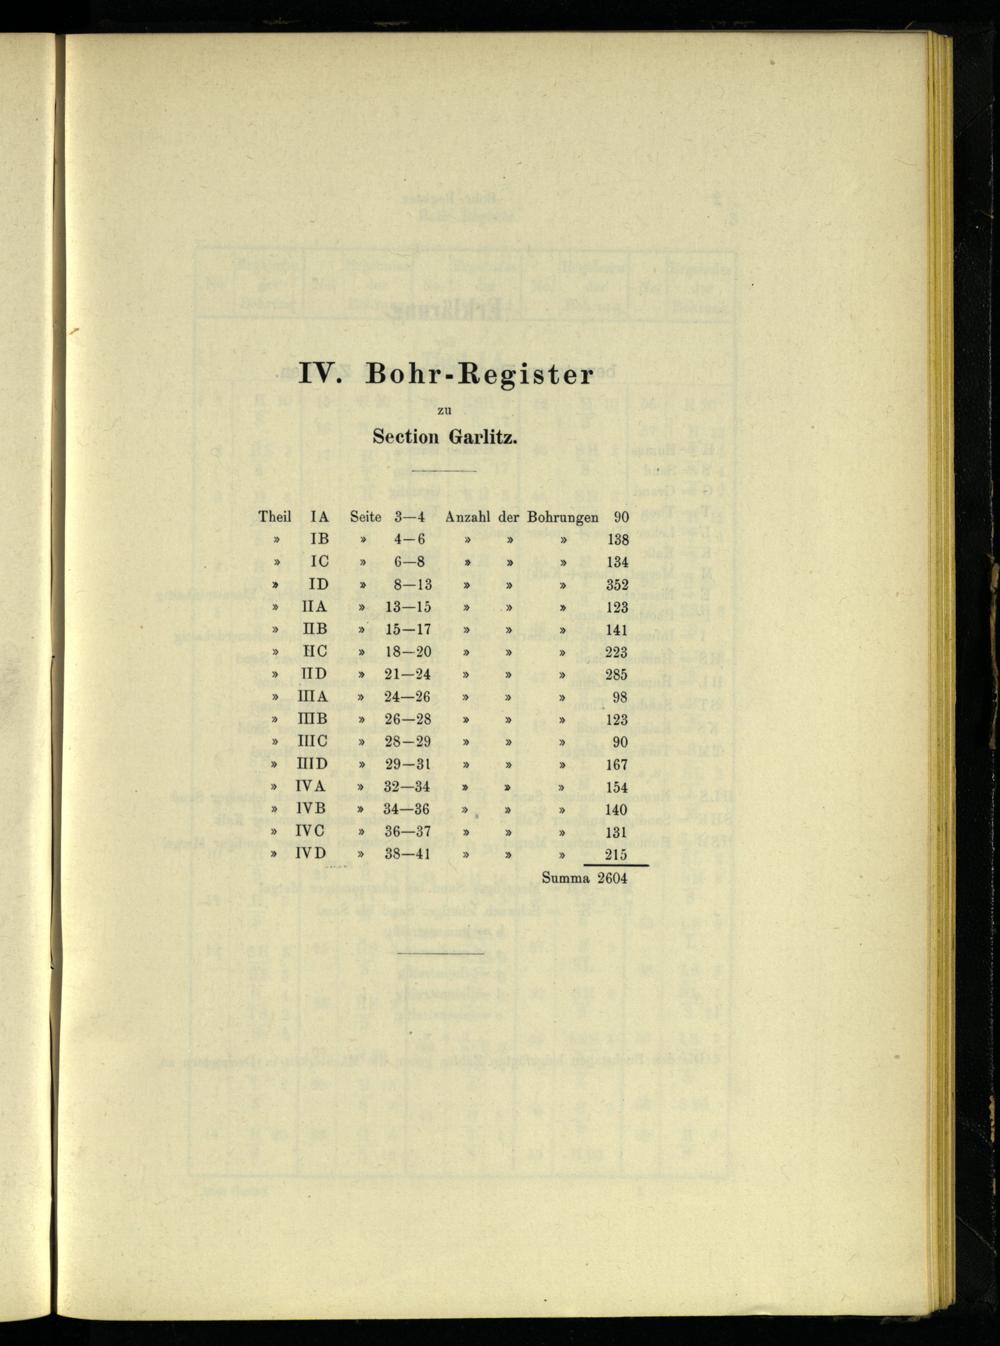 IV. Bohr-Register
zu
Section Garlitz.
Theil IA Seite 3—4 Anzahl der Bohrungen 90
» IB » 4—6 » » » 138
» IC » 6—8 » » » 134
» ID » 8—13 » » » 352
» IIA » 13—15 » » » 123
» IIB » 15—17 » » » 141
» IIC » 18—20 » » » 223
» IID » 21—24 » » » 285
» IIIA » 24—26 » » » 98
» IIIB » 26—28 » » » 123
» IIIC » 28—29 » » » 90
» IIID » 29—31 » » » 167
» IVA » 32—34 » » » 154
» IVB » 34—36 » » » 140
» IVC » 36—37 » » » 131
» IVD » 38—41 » » » 215
Summa 2604